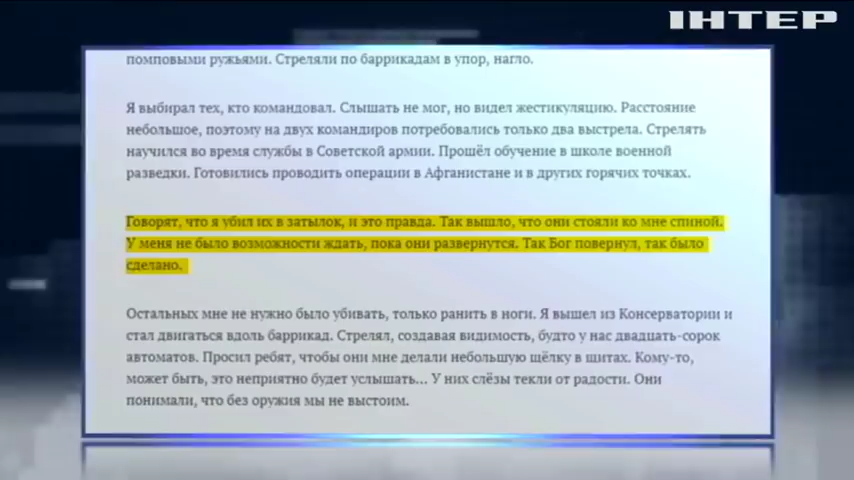 ІНТЕР
помповыми ружьями. Стреляли по баррикадам в упор, нагло.
Я выбирал тех, кто командовал. Слышать не мог, но видел жестикуляцию. Расстояние
небольшое, поэтому на двух командиров потребовались только два выстрела. Стрелять
научился во время службы в Советской армии. Прошёл обучение в школе военной
разведки. Готовились проводить операции в Афганистане и в других горячих точках.
Говорят, что я убил их в затылок, и это правда. Так вышло, что они стояли ко мне спиной.
У меня не было возможности ждать, пока они развернутся. Так Бог повернул, так было
сделано.
Остальных мне не нужно было убивать, только ранить в ноги. Я вышел из Консерватории и
стал двигаться вдоль баррикад. Стрелял, создавая видимость, будто у нас двадцать-сорок
автоматов. Просил ребят, чтобы они мне делали небольшую щёлку в щитах. Кому-то,
может быть, это неприятно будет услышать... У них слёзы текли от радости. Они
понимали, что без оружия мы не выстоим.